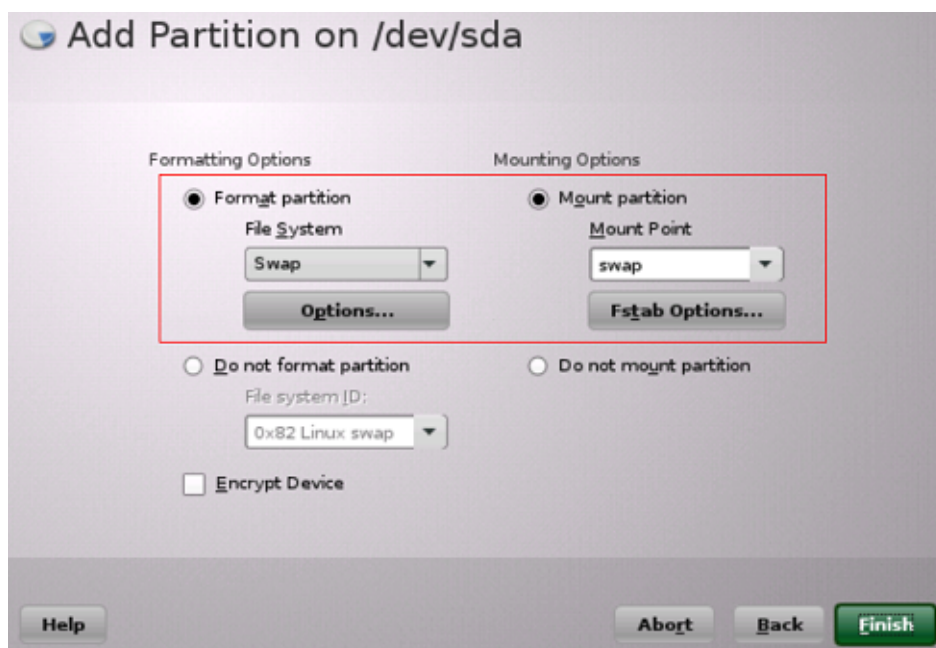 Add Partition on /dev/sda
Formatting Options
Format partition
File System
Swap
Options...
Do not format partition
File system ID:
0x82 Linux swap
Encrypt Device
Mounting Options
Mount partition
Mount Point
swap
Fstab Options...
Do not mount partition
Help
Abort
Back
Finish